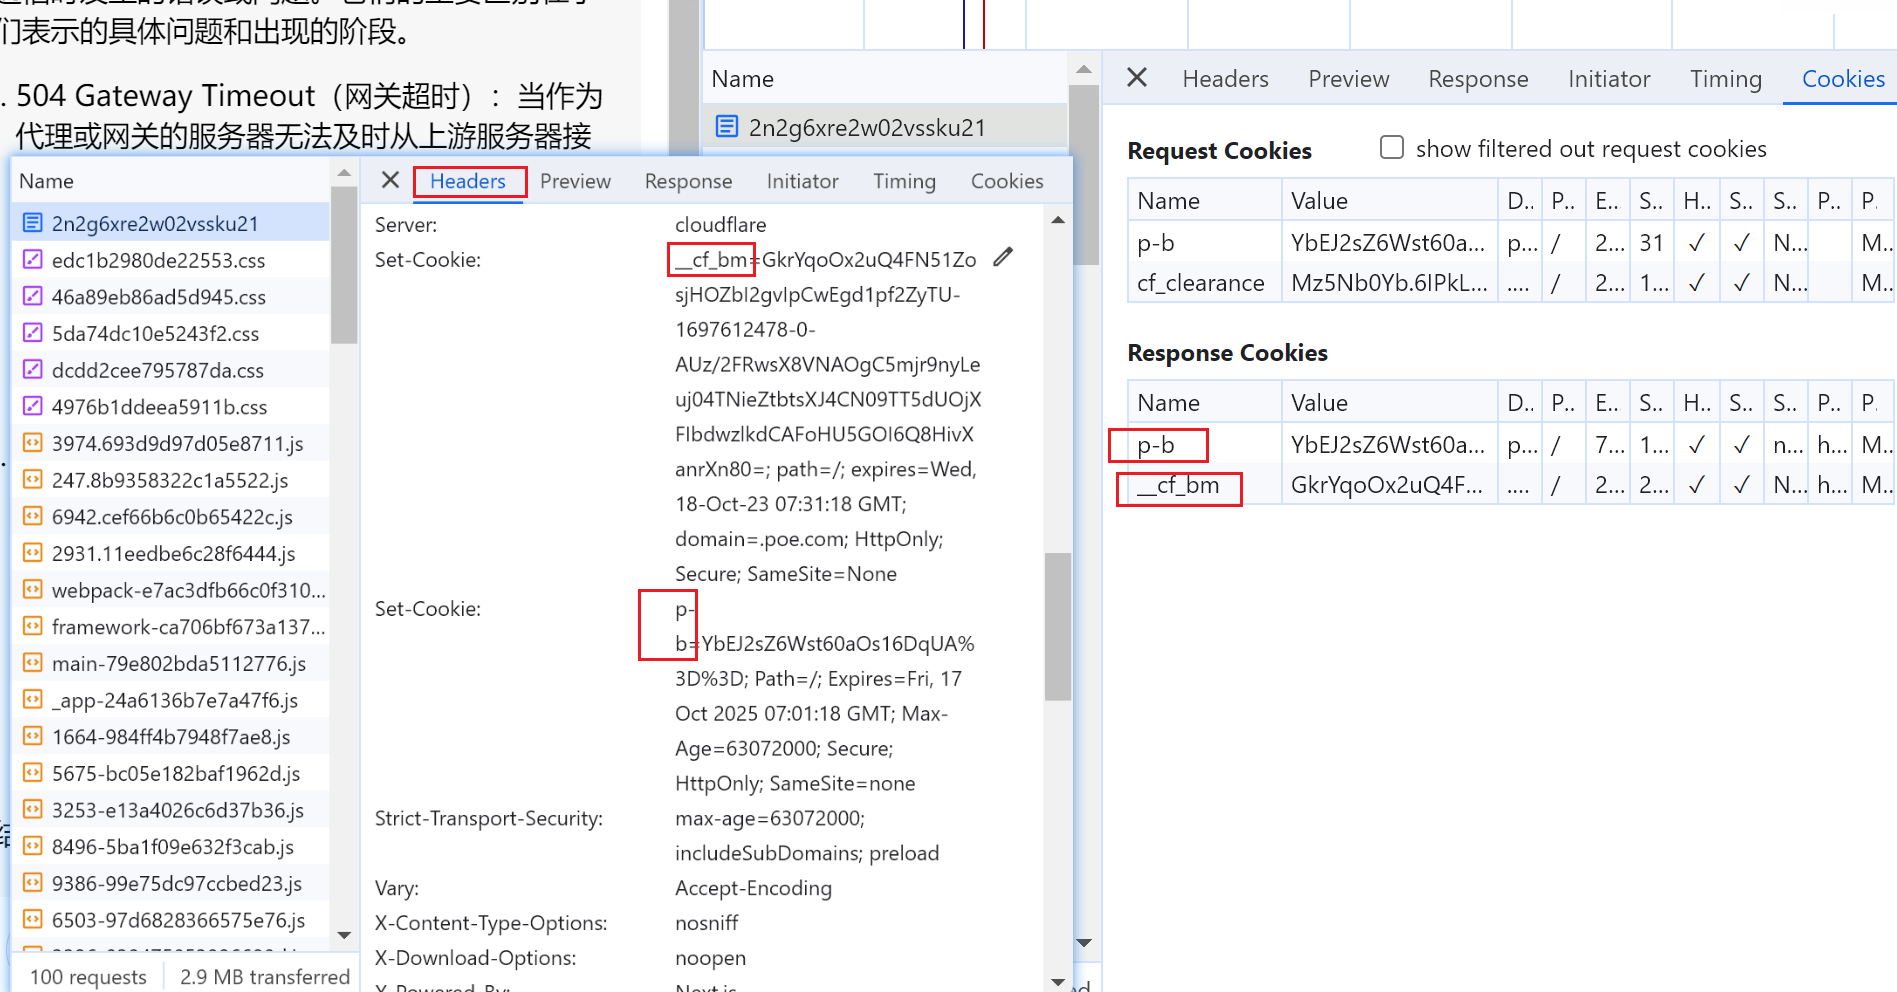 们表示的具体问题和出现的阶段。
. 504 Gateway Timeout（网关超时）：当作为
代理或网关的服务器无法及时从上游服务器接
Name
2n2g6xre2w02vssku21
Headers
Preview
Response
Initiator
Timing
Cookies
Request Cookies
show filtered out request cookies
Name Value D.. P.. E.. S.. H.. S.. S.. P.. P.
p-b YbEJ2sZ6Wst60a... p... / 2... 31 ✓ ✓ N... M..
cf_clearance Mz5Nb0Yb.6IPkL... .... / 2... 1... ✓ ✓ N... M..
Response Cookies
Name Value D.. P.. E.. S.. H.. S.. S.. P.. P.
p-b YbEJ2sZ6Wst60a... p... / 7... 1... ✓ ✓ n... h... M..
__cf_bm GkrYqoOx2uQ4F... .... / 2... 2... ✓ ✓ N... h... M..
Name
2n2g6xre2w02vssku21
edc1b2980de22553.css
46a89eb86ad5d945.css
5da74dc10e5243f2.css
dcdd2cee795787da.css
4976b1ddeea5911b.css
3974.693d9d97d05e8711.js
247.8b9358322c1a5522.js
6942.cef66b6c0b65422c.js
2931.11eedbe6c28f6444.js
webpack-e7ac3dfb66c0f310...
framework-ca706bf673a137...
main-79e802bda5112776.js
_app-24a6136b7e7a47f6.js
1664-984ff4b7948f7ae8.js
5675-bc05e182baf1962d.js
3253-e13a4026c6d37b36.js
8496-5ba1f09e632f3cab.js
9386-99e75dc97ccbed23.js
6503-97d6828366575e76.js
100 requests
2.9 MB transferred
Headers
Preview
Response
Initiator
Timing
Cookies
Server: cloudflare
Set-Cookie: __cf_bm=GkrYqoOx2uQ4FN51Zo
sjHOZbI2gvIpCwEgd1pf2ZyTU-
1697612478-0-
AUz/2FRwsX8VNAOgC5mjr9nyLe
uj04TNieZtbtsXJ4CN09TT5dUOjX
FIbdwzlkdCAFoHU5GOI6Q8HivX
anrXn80=; path=/; expires=Wed,
18-Oct-23 07:31:18 GMT;
domain=.poe.com; HttpOnly;
Secure; SameSite=None
Set-Cookie: p-
b=YbEJ2sZ6Wst60aOs16DqUA%
3D%3D; Path=/; Expires=Fri, 17
Oct 2025 07:01:18 GMT; Max-
Age=63072000; Secure;
HttpOnly; SameSite=none
Strict-Transport-Security: max-age=63072000;
includeSubDomains; preload
Vary: Accept-Encoding
X-Content-Type-Options: nosniff
X-Download-Options: noopen
X-Powered-By: Next.js